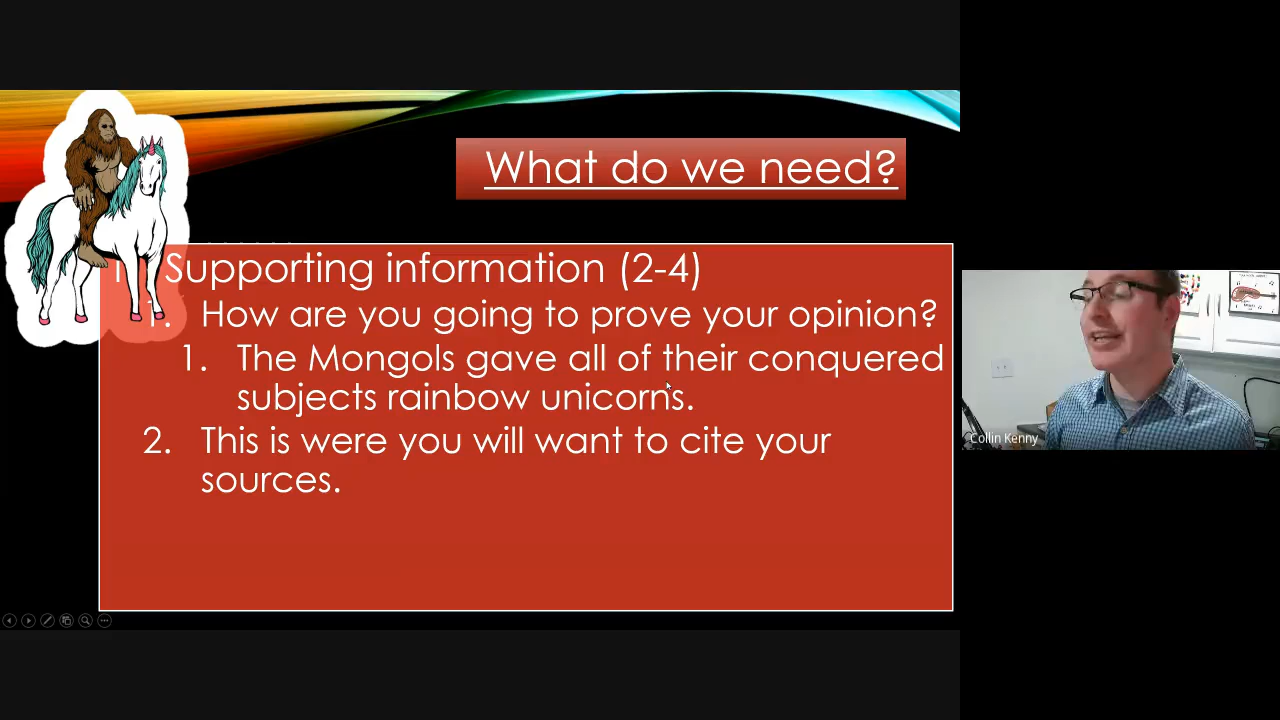 What do we need?
1. Supporting information (2-4)
1. How are you going to prove your opinion?
1. The Mongols gave all of their conquered
subjects rainbow unicorns.
2. This is were you will want to cite your
sources.
Collin Kenny